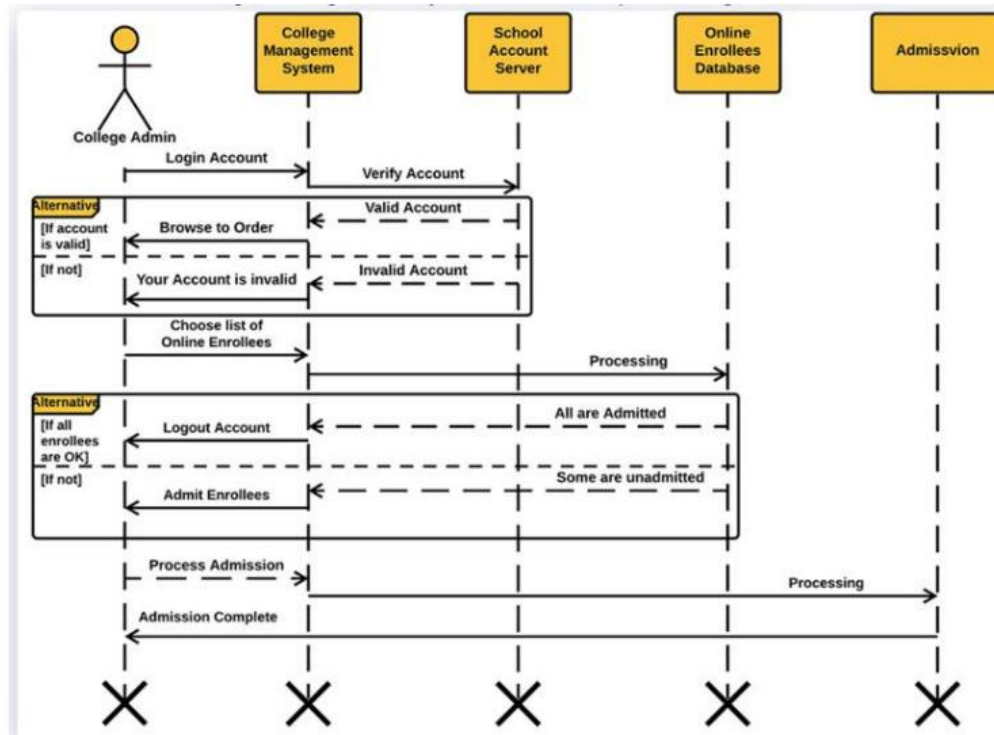 College
Management
System
School
Account
Server
Online
Enrollees
Database
Admissvion
College Admin
Login Account
Verify Account
Alternative
Valid Account
[If account
is valid]
Browse to Order
[If not]
Invalid Account
Your Account is invalid
Choose list of
Online Enrollees
Processing
Alternative
All are Admitted
[If all
enrollees
are OK]
Logout Account
[If not]
Some are unadmitted
Admit Enrollees
Process Admission
Processing
Admission Complete